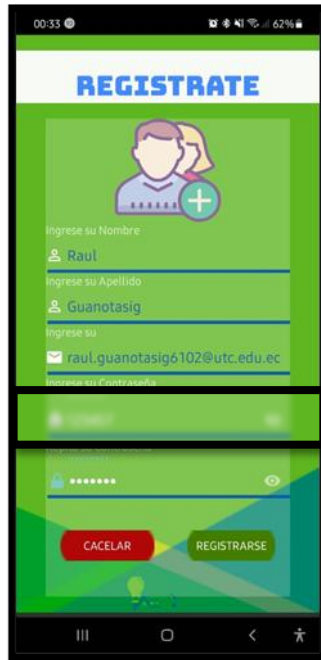 00:33
62%
REGISTRATE
Ingrese su Nombre
Raul
Ingrese su Apellido
Guanotasig
Ingrese su
raul.guanotasig6102@utc.edu.ec
Ingrese su Contraseña
•••••••
CACELAR
REGISTRARSE